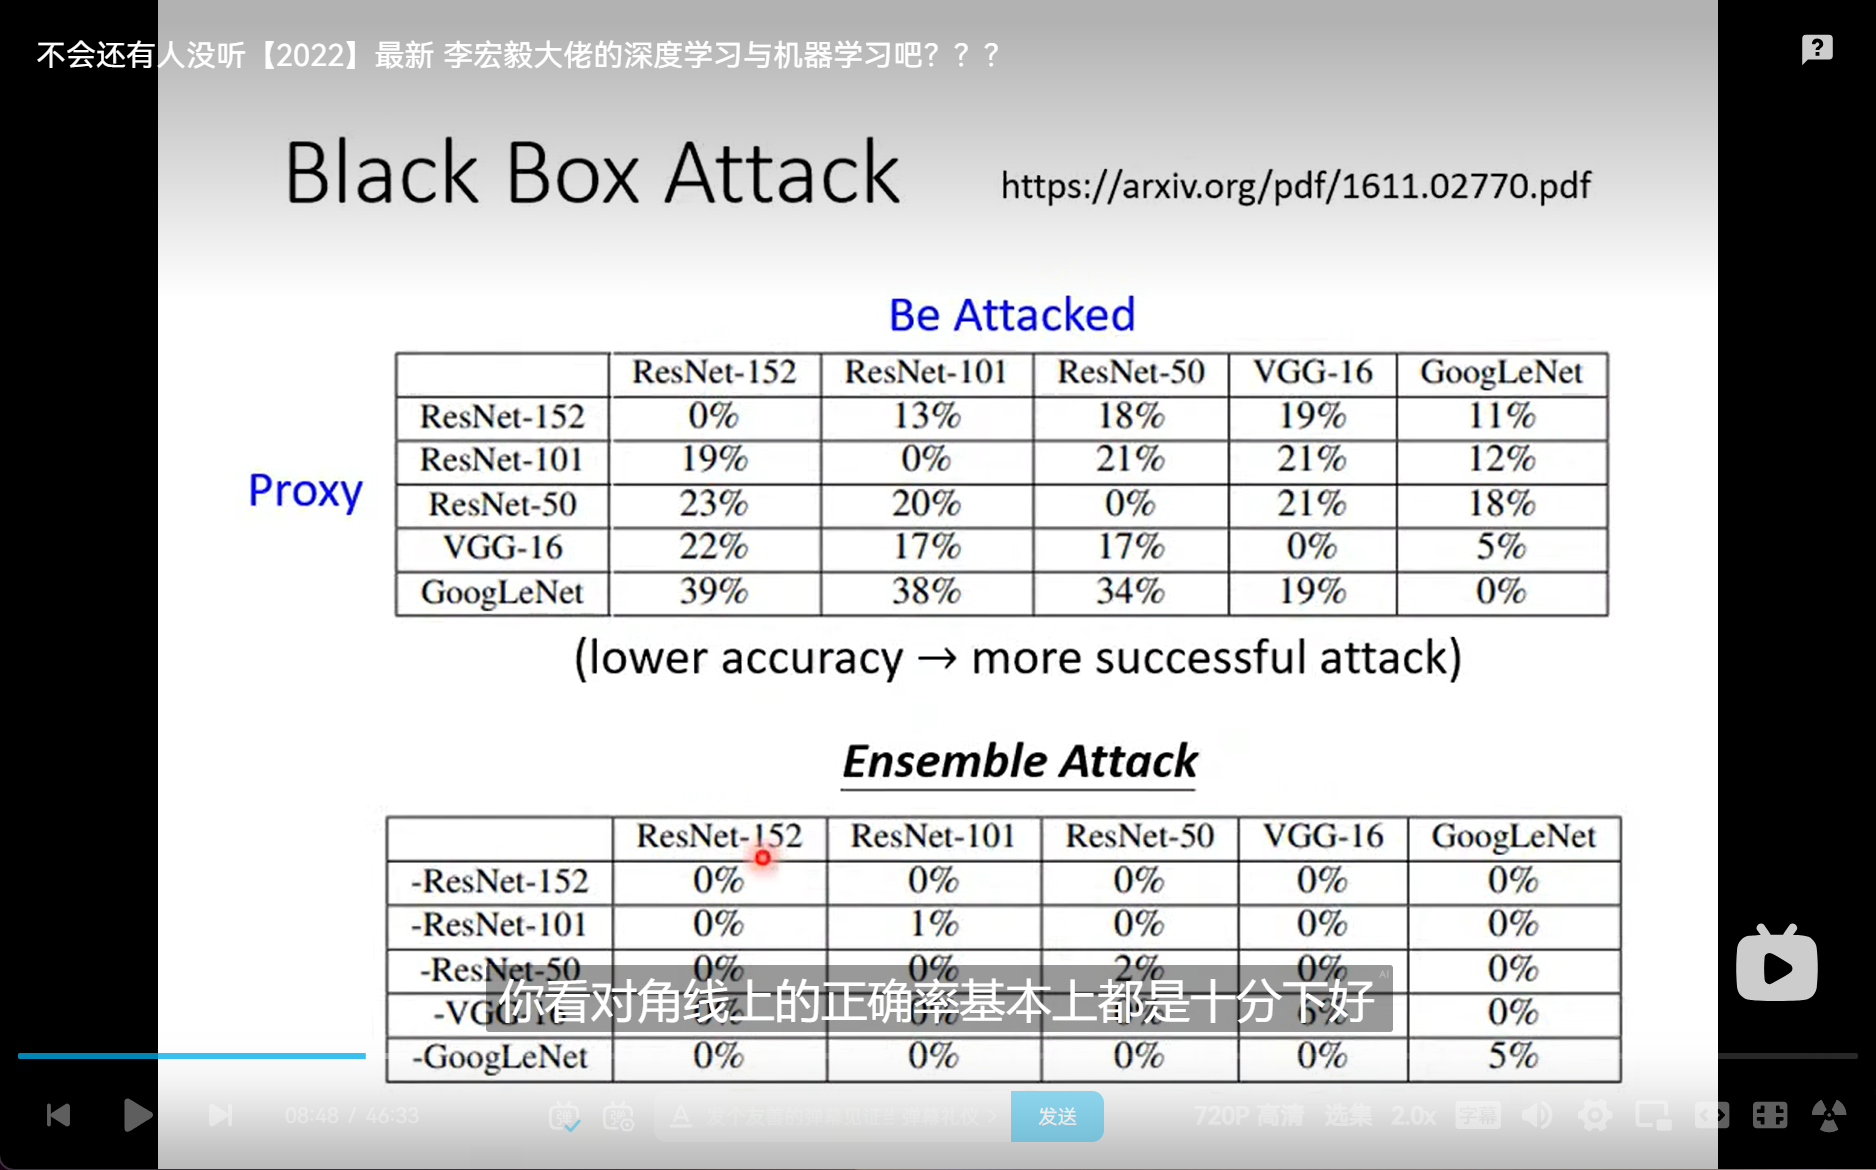 不会还有人没听【2022】最新 李宏毅大佬的深度学习与机器学习吧？？？
Black Box Attack
https://arxiv.org/pdf/1611.02770.pdf
Be Attacked
ResNet-152 ResNet-101 ResNet-50 VGG-16 GoogLeNet
ResNet-152 0% 13% 18% 19% 11%
ResNet-101 19% 0% 21% 21% 12%
Proxy
ResNet-50 23% 20% 0% 21% 18%
VGG-16 22% 17% 17% 0% 5%
GoogLeNet 39% 38% 34% 19% 0%
(lower accuracy → more successful attack)
Ensemble Attack
ResNet-152 ResNet-101 ResNet-50 VGG-16 GoogLeNet
-ResNet-152 0% 0% 0% 0% 0%
-ResNet-101 0% 1% 0% 0% 0%
-ResNet-50 0% 0% 2% 0% 0%
-VGG-16 0% 0% 0% 6% 0%
你看对角线上的正确率基本上都是十分下好
AI
-GoogLeNet 0% 0% 0% 0% 5%
08:48 / 46:33
弹
弹
发个友善的弹幕见证
弹幕礼仪 >
发送
720P 高清
选集
2.0x
字幕